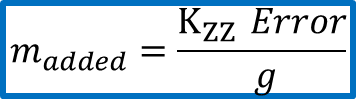 m_added = K_ZZ Error / g